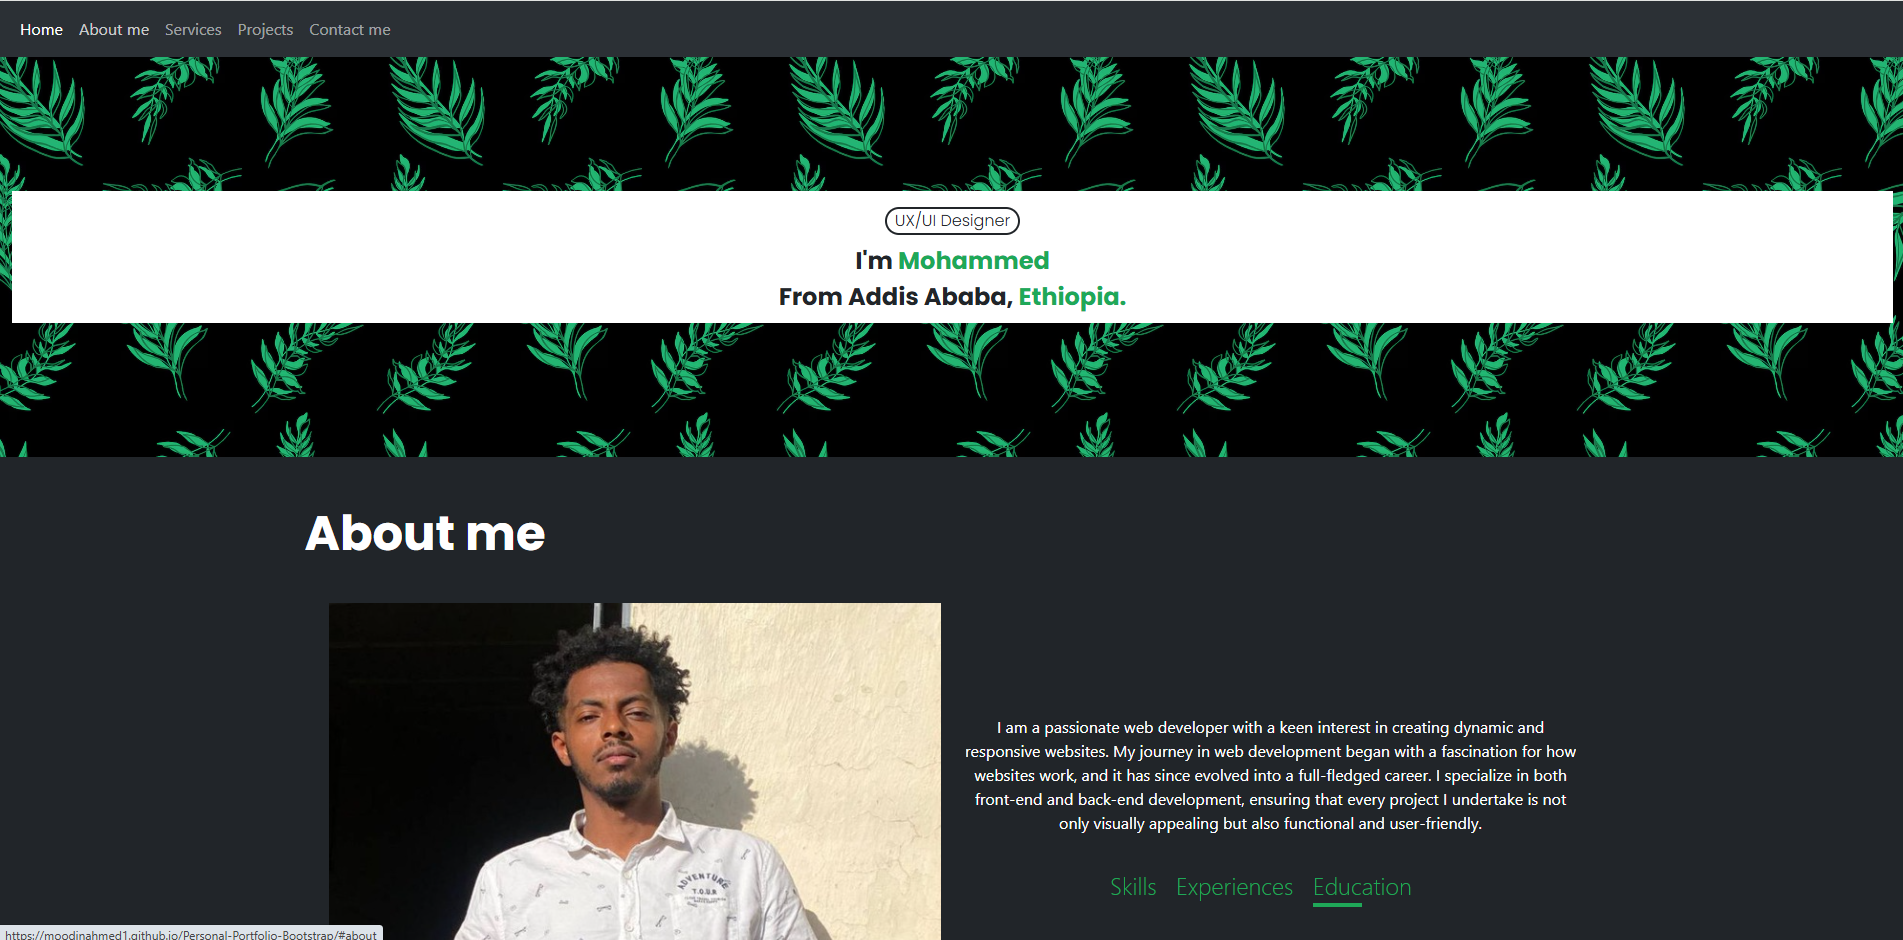 Home About me Services Projects Contact me
UX/UI Designer
I'm Mohammed
From Addis Ababa, Ethiopia.
About me
I am a passionate web developer with a keen interest in creating dynamic and
responsive websites. My journey in web development began with a fascination for how
websites work, and it has since evolved into a full-fledged career. I specialize in both
front-end and back-end development, ensuring that every project I undertake is not
only visually appealing but also functional and user-friendly.
ADVENTURE
T.O.U.R
Skills Experiences Education
https://moodinahmed1.github.io/Personal-Portfolio-Bootstrap/#about